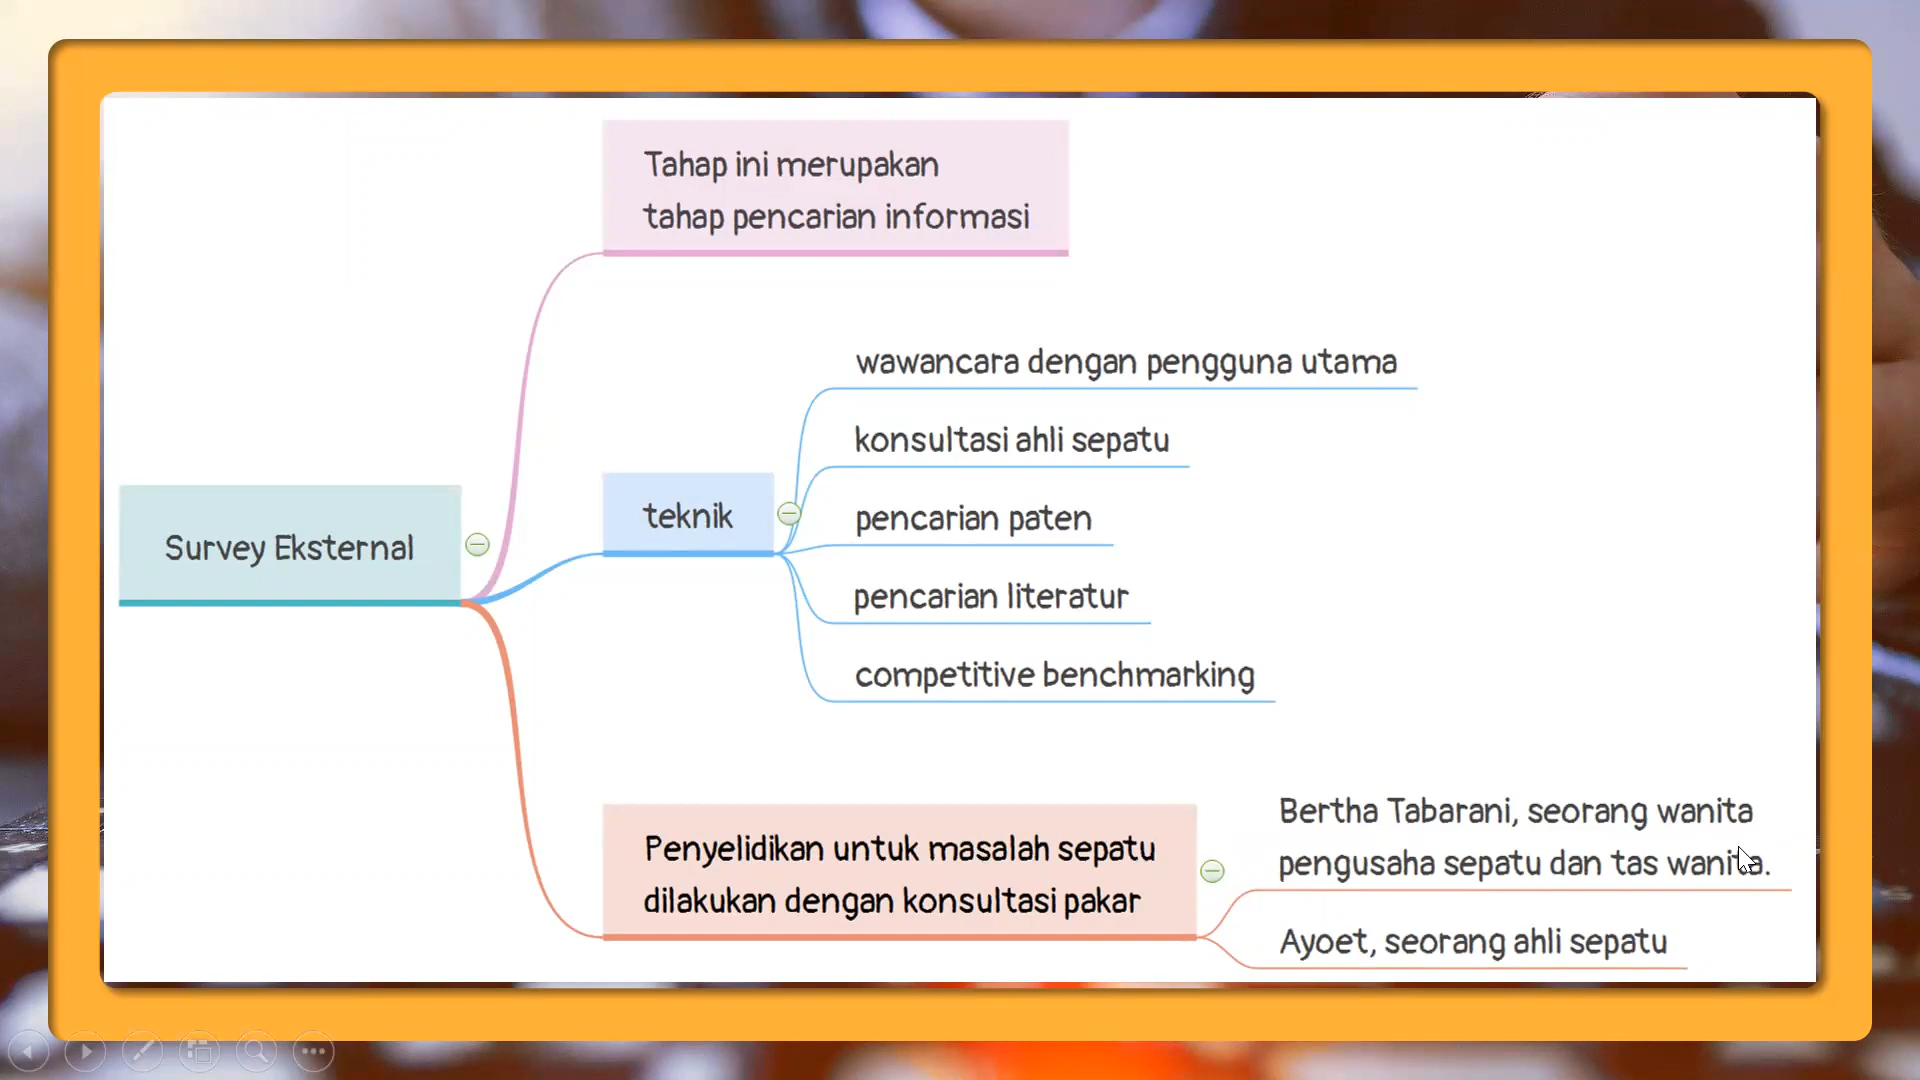 Tahap ini merupakan
tahap pencarian informasi
Survey Eksternal
teknik
wawancara dengan pengguna utama
konsultasi ahli sepatu
pencarian paten
pencarian literatur
competitive benchmarking
Penyelidikan untuk masalah sepatu
dilakukan dengan konsultasi pakar
Bertha Tabarani, seorang wanita
pengusaha sepatu dan tas wanita.
Ayoet, seorang ahli sepatu